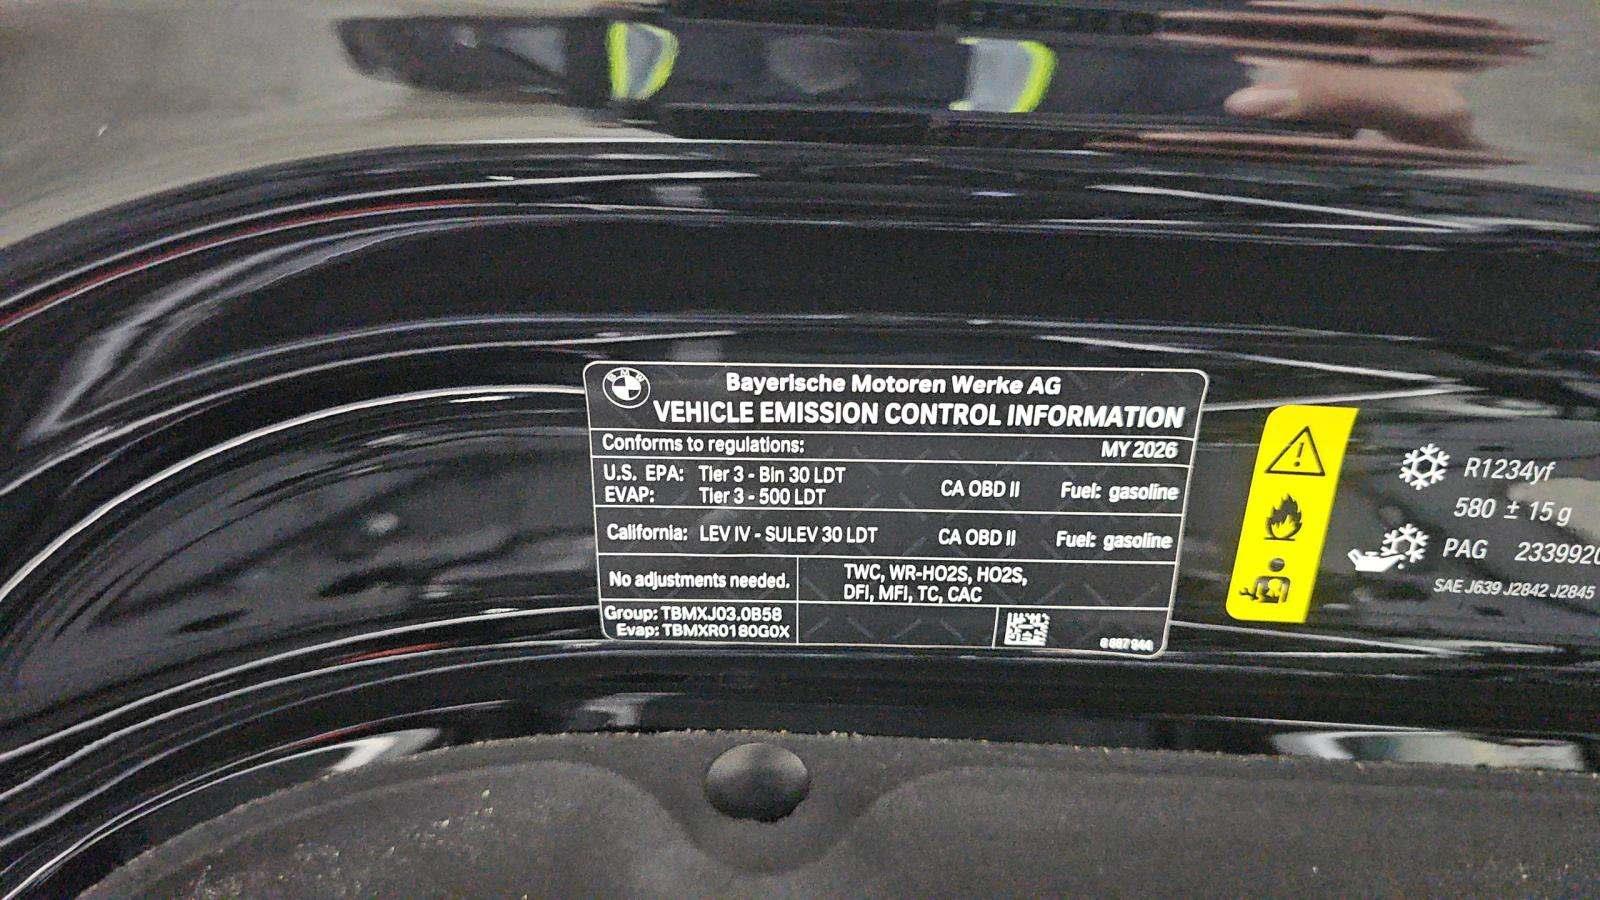 BMW
Bayerische Motoren Werke AG
VEHICLE EMISSION CONTROL INFORMATION
Conforms to regulations: MY 2026
U.S. EPA: Tier 3 - Bin 30 LDT
EVAP: Tier 3 - 500 LDT
CA OBD II Fuel: gasoline
California: LEV IV - SULEV 30 LDT CA OBD II Fuel: gasoline
No adjustments needed.
TWC, WR-HO2S, HO2S,
DFI, MFI, TC, CAC
Group: TBMXJ03.0B58
Evap: TBMXR0180G0X
R1234yf
580 ± 15 g
PAG 2339920
SAE J639 J2842 J2845